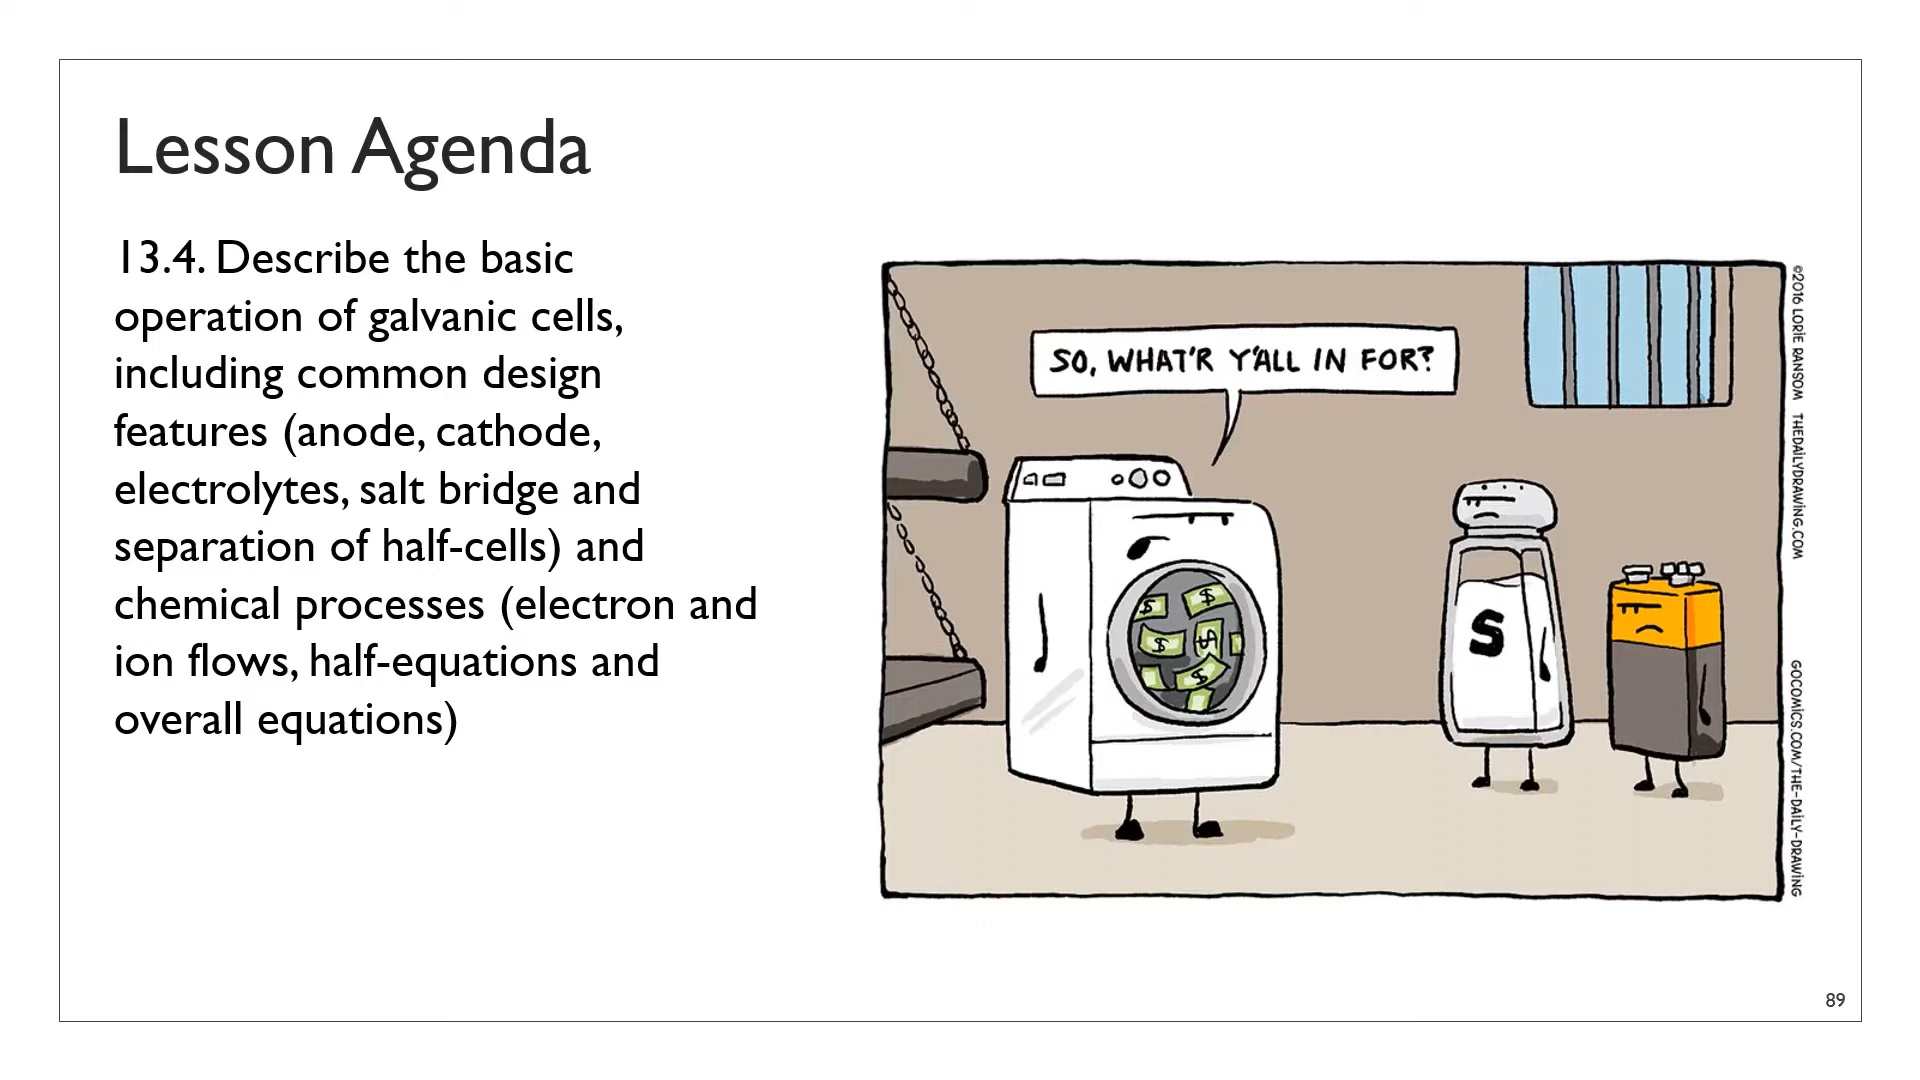 Lesson Agenda
13.4. Describe the basic
operation of galvanic cells,
including common design
features (anode, cathode,
electrolytes, salt bridge and
separation of half-cells) and
chemical processes (electron and
ion flows, half-equations and
overall equations)
SO, WHAT'R Y'ALL IN FOR?
S
$ $ $ $ $
©2016 LORIE RANSOM THEDAILYDRAWING.COM
GOCOMICS.COM/THE-DAILY-DRAWING
89